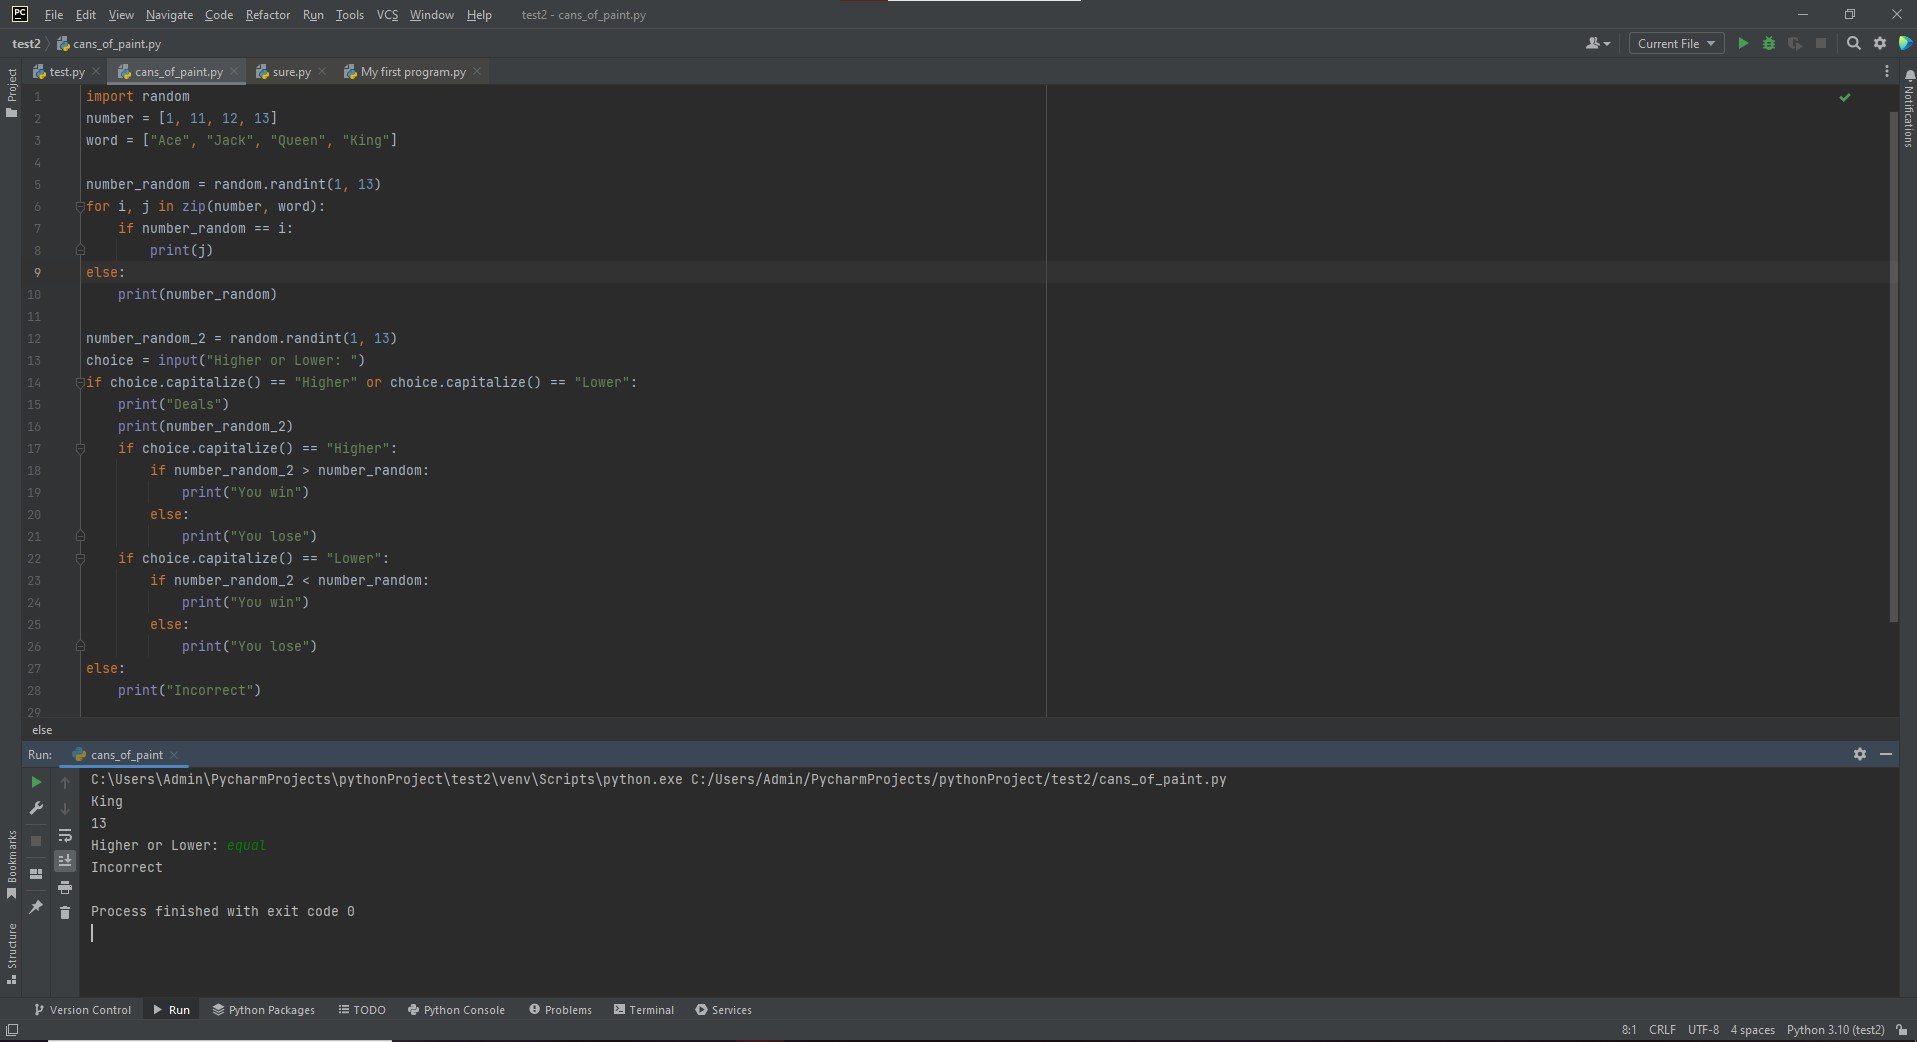 PC File Edit View Navigate Code Refactor Run Tools VCS Window Help test2 - cans_of_paint.py
test2 cans_of_paint.py Current File
test.py cans_of_paint.py sure.py My first program.py
Project
Notifications
1 import random
2 number = [1, 11, 12, 13]
3 word = ["Ace", "Jack", "Queen", "King"]
4
5 number_random = random.randint(1, 13)
6 for i, j in zip(number, word):
7     if number_random == i:
8         print(j)
9 else:
10     print(number_random)
11
12 number_random_2 = random.randint(1, 13)
13 choice = input("Higher or Lower: ")
14 if choice.capitalize() == "Higher" or choice.capitalize() == "Lower":
15     print("Deals")
16     print(number_random_2)
17     if choice.capitalize() == "Higher":
18         if number_random_2 > number_random:
19             print("You win")
20         else:
21             print("You lose")
22     if choice.capitalize() == "Lower":
23         if number_random_2 < number_random:
24             print("You win")
25         else:
26             print("You lose")
27 else:
28     print("Incorrect")
29
else
Run: cans_of_paint
C:\Users\Admin\PycharmProjects\pythonProject\test2\venv\Scripts\python.exe C:/Users/Admin/PycharmProjects/pythonProject/test2/cans_of_paint.py
King
13
Higher or Lower: equal
Incorrect
Process finished with exit code 0
Bookmarks
Structure
Version Control Run Python Packages TODO Python Console Problems Terminal Services
8:1 CRLF UTF-8 4 spaces Python 3.10 (test2)